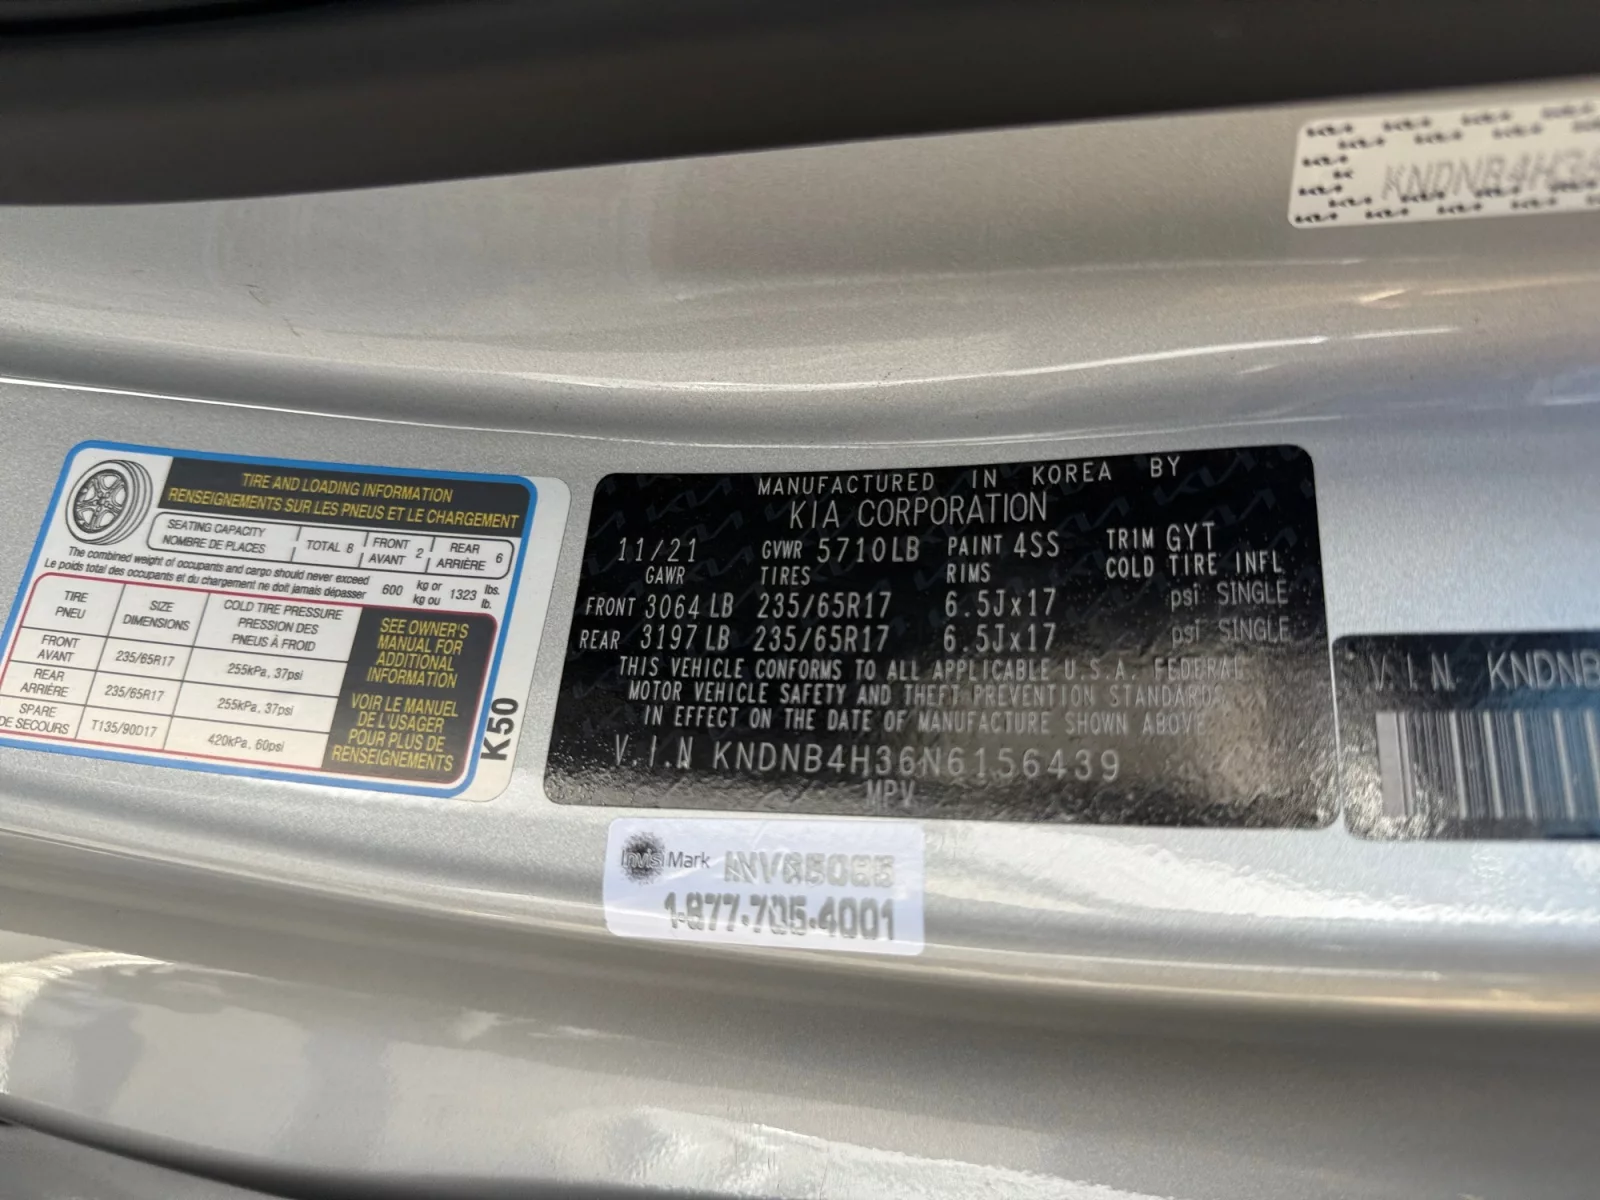 KNDNB4H36
TIRE AND LOADING INFORMATION
RENSEIGNEMENTS SUR LES PNEUS ET LE CHARGEMENT
SEATING CAPACITY
NOMBRE DE PLACES
TOTAL 8
FRONT
AVANT
2
REAR
ARRIÈRE
6
The combined weight of occupants and cargo should never exceed
Le poids total des occupants et du chargement ne doit jamais dépasser
600
kg or
kg ou
1323
lbs.
lb.
TIRE
PNEU
SIZE
DIMENSIONS
COLD TIRE PRESSURE
PRESSION DES
PNEUS À FROID
FRONT
AVANT
235/65R17
255kPa, 37psi
REAR
ARRIÈRE
235/65R17
255kPa, 37psi
SPARE
DE SECOURS
T135/90D17
420kPa, 60psi
SEE OWNER'S
MANUAL FOR
ADDITIONAL
INFORMATION
VOIR LE MANUEL
DE L'USAGER
POUR PLUS DE
RENSEIGNEMENTS
K50
MANUFACTURED IN KOREA BY
KIA CORPORATION
11/21 GVWR 5710LB PAINT 4SS TRIM GYT
GAWR TIRES RIMS COLD TIRE INFL
FRONT 3064 LB 235/65R17 6.5Jx17 psi SINGLE
REAR 3197 LB 235/65R17 6.5Jx17 psi SINGLE
THIS VEHICLE CONFORMS TO ALL APPLICABLE U.S.A. FEDERAL
MOTOR VEHICLE SAFETY AND THEFT PREVENTION STANDARDS
IN EFFECT ON THE DATE OF MANUFACTURE SHOWN ABOVE
V.I.N KNDNB4H36N6156439
MPV
V.I.N. KNDNB
InvisiMark
1-877-705-4001